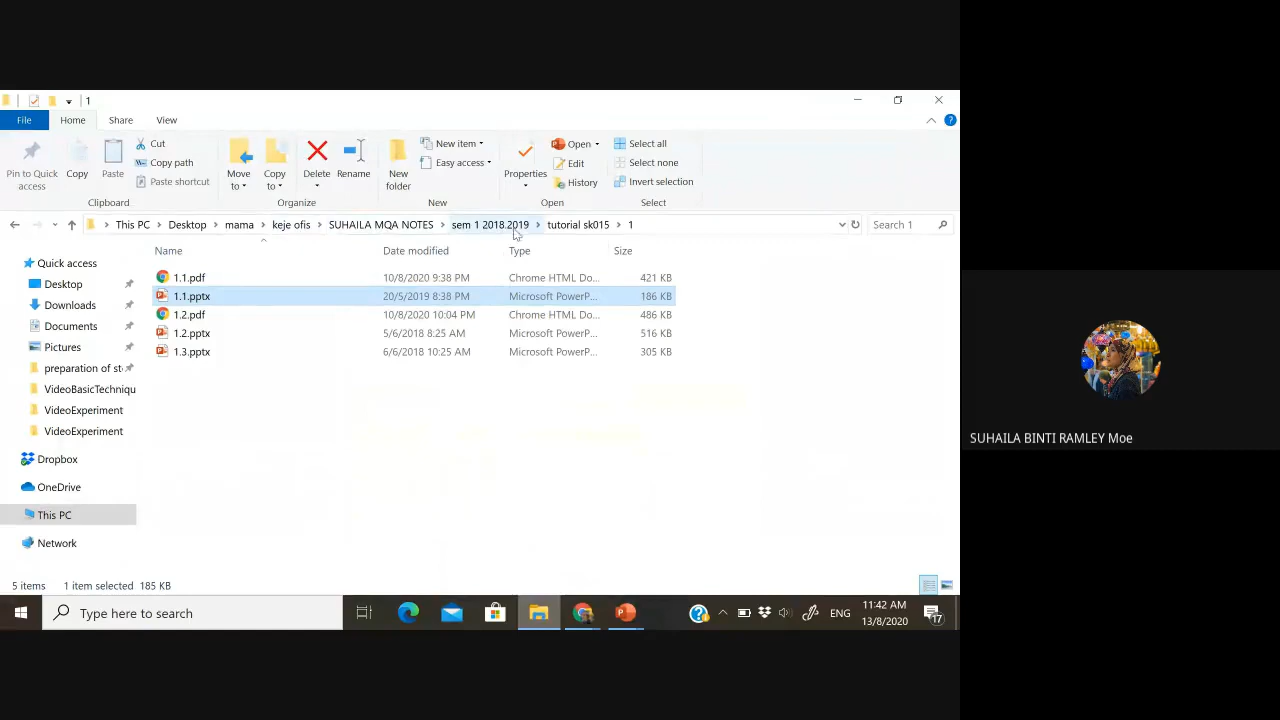 1
File Home Share View
Pin to Quick access
Copy
Paste
Cut
Copy path
Paste shortcut
Clipboard
Move to
Copy to
Delete
Rename
Organize
New folder
New item
Easy access
New
Properties
Open
Edit
History
Open
Select all
Select none
Invert selection
Select
This PC > Desktop > mama > keje ofis > SUHAILA MQA NOTES > sem 1 2018.2019 > tutorial sk015 > 1
Search 1
Name Date modified Type Size
1.1.pdf 10/8/2020 9:38 PM Chrome HTML Do... 421 KB
1.1.pptx 20/5/2019 8:38 PM Microsoft PowerP... 186 KB
1.2.pdf 10/8/2020 10:04 PM Chrome HTML Do... 486 KB
1.2.pptx 5/6/2018 8:25 AM Microsoft PowerP... 516 KB
1.3.pptx 6/6/2018 10:25 AM Microsoft PowerP... 305 KB
Quick access
Desktop
Downloads
Documents
Pictures
preparation of st
VideoBasicTechniqu
VideoExperiment
VideoExperiment
Dropbox
OneDrive
This PC
Network
5 items 1 item selected 185 KB
Type here to search
ENG
11:42 AM
13/8/2020
17
SUHAILA BINTI RAMLEY Moe